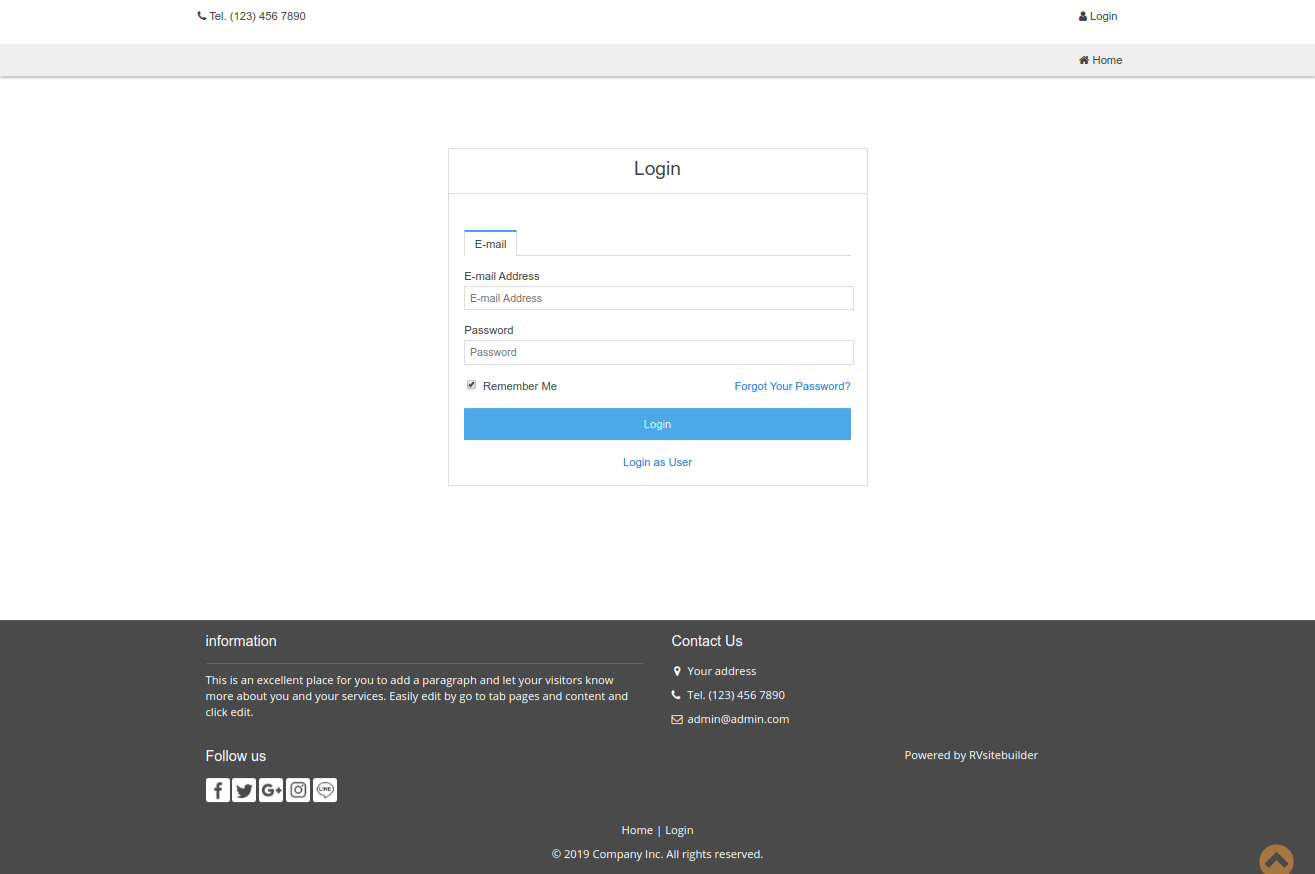 Tel. (123) 456 7890
Login
Home
Login
E-mail
E-mail Address
E-mail Address
Password
Password
Remember Me
Forgot Your Password?
Login
Login as User
information
This is an excellent place for you to add a paragraph and let your visitors know
more about you and your services. Easily edit by go to tab pages and content and
click edit.
Contact Us
Your address
Tel. (123) 456 7890
admin@admin.com
Follow us
Powered by RVsitebuilder
G+
LINE
Home | Login
© 2019 Company Inc. All rights reserved.